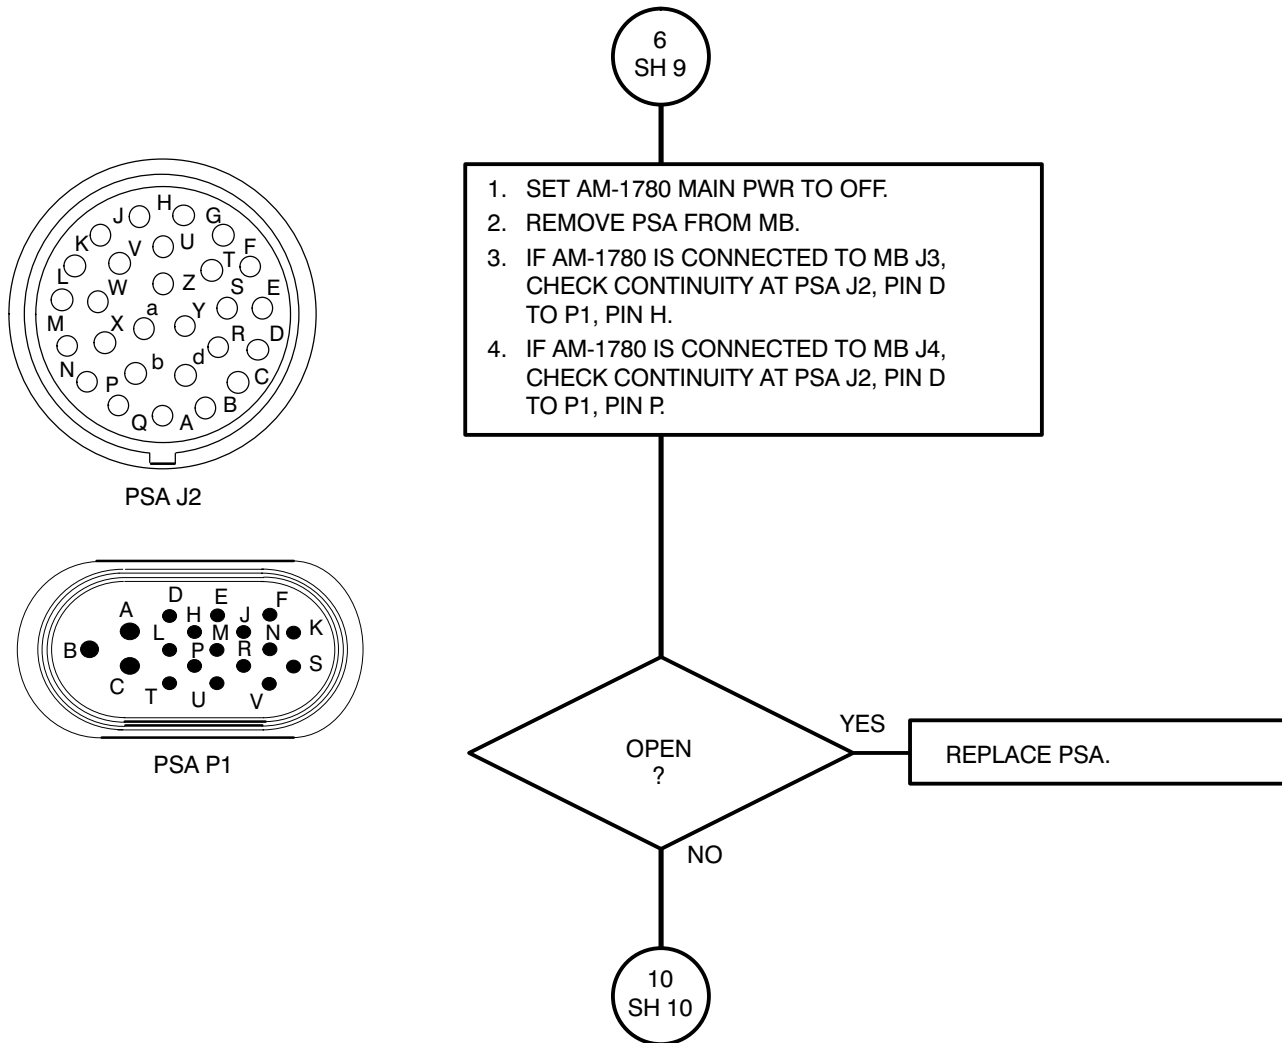 6
SH 9
1. SET AM-1780 MAIN PWR TO OFF.
2. REMOVE PSA FROM MB.
3. IF AM-1780 IS CONNECTED TO MB J3,
CHECK CONTINUITY AT PSA J2, PIN D
TO P1, PIN H.
4. IF AM-1780 IS CONNECTED TO MB J4,
CHECK CONTINUITY AT PSA J2, PIN D
TO P1, PIN P.
H
J
G
K
V
U
F
L
W
Z
T
S
E
M
X
a
Y
R
D
N
P
b
d
C
Q
A
B
PSA J2
D
E
F
A
H
J
K
L
M
N
B
P
R
S
C
T
U
V
PSA P1
OPEN
?
YES
REPLACE PSA.
NO
10
SH 10